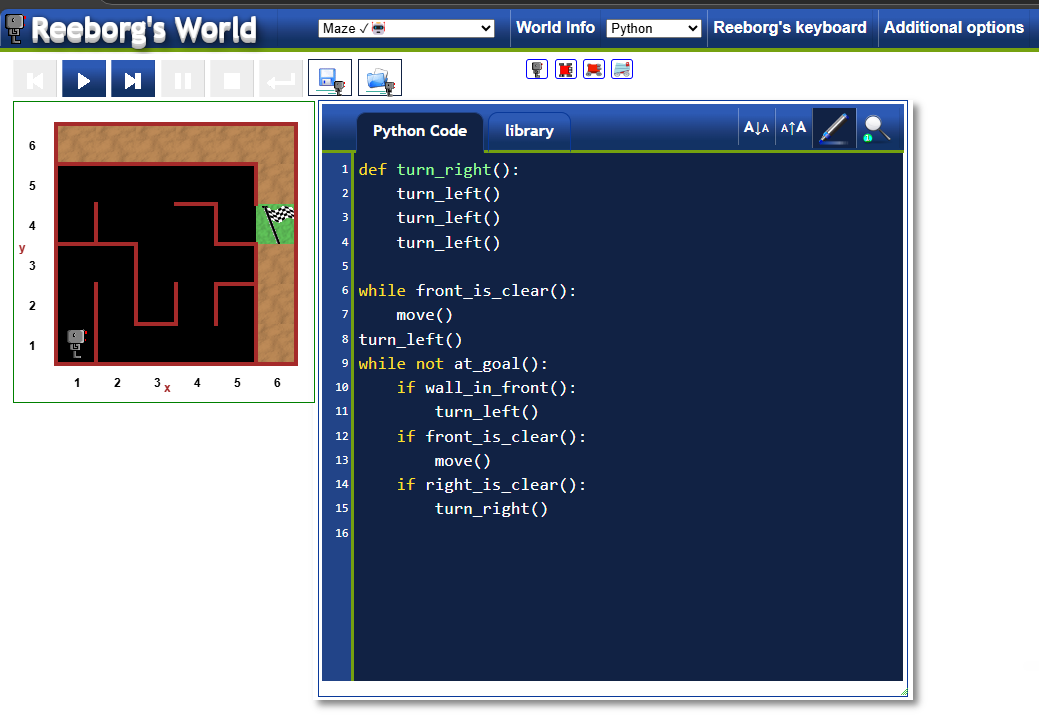 Reeborg's World
Maze ✓
World Info
Python
Reeborg's keyboard
Additional options
Python Code
library
A↓A
A↑A
6
5
4
y
3
2
1
1 2 3 x 4 5 6
1 def turn_right():
2     turn_left()
3     turn_left()
4     turn_left()
5
6 while front_is_clear():
7     move()
8 turn_left()
9 while not at_goal():
10     if wall_in_front():
11         turn_left()
12     if front_is_clear():
13         move()
14     if right_is_clear():
15         turn_right()
16